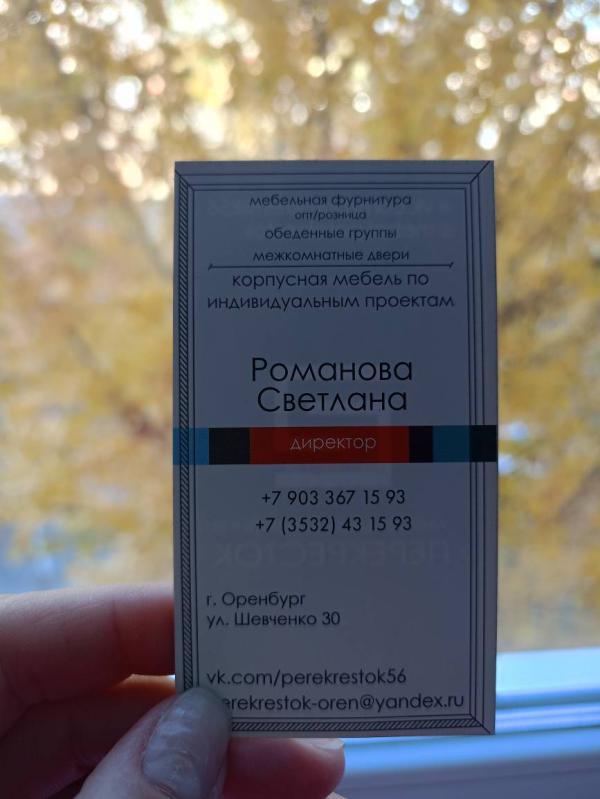 мебельная фурнитура
опт/розница
обеденные группы
межкомнатные двери
корпусная мебель по
индивидуальным проектам
Романова
Светлана
директор
+7 903 367 15 93
+7 (3532) 43 15 93
г. Оренбург
ул. Шевченко 30
vk.com/perekrestok56
erekrestok-oren@yandex.ru
ПЕРЕКРЕСТОК